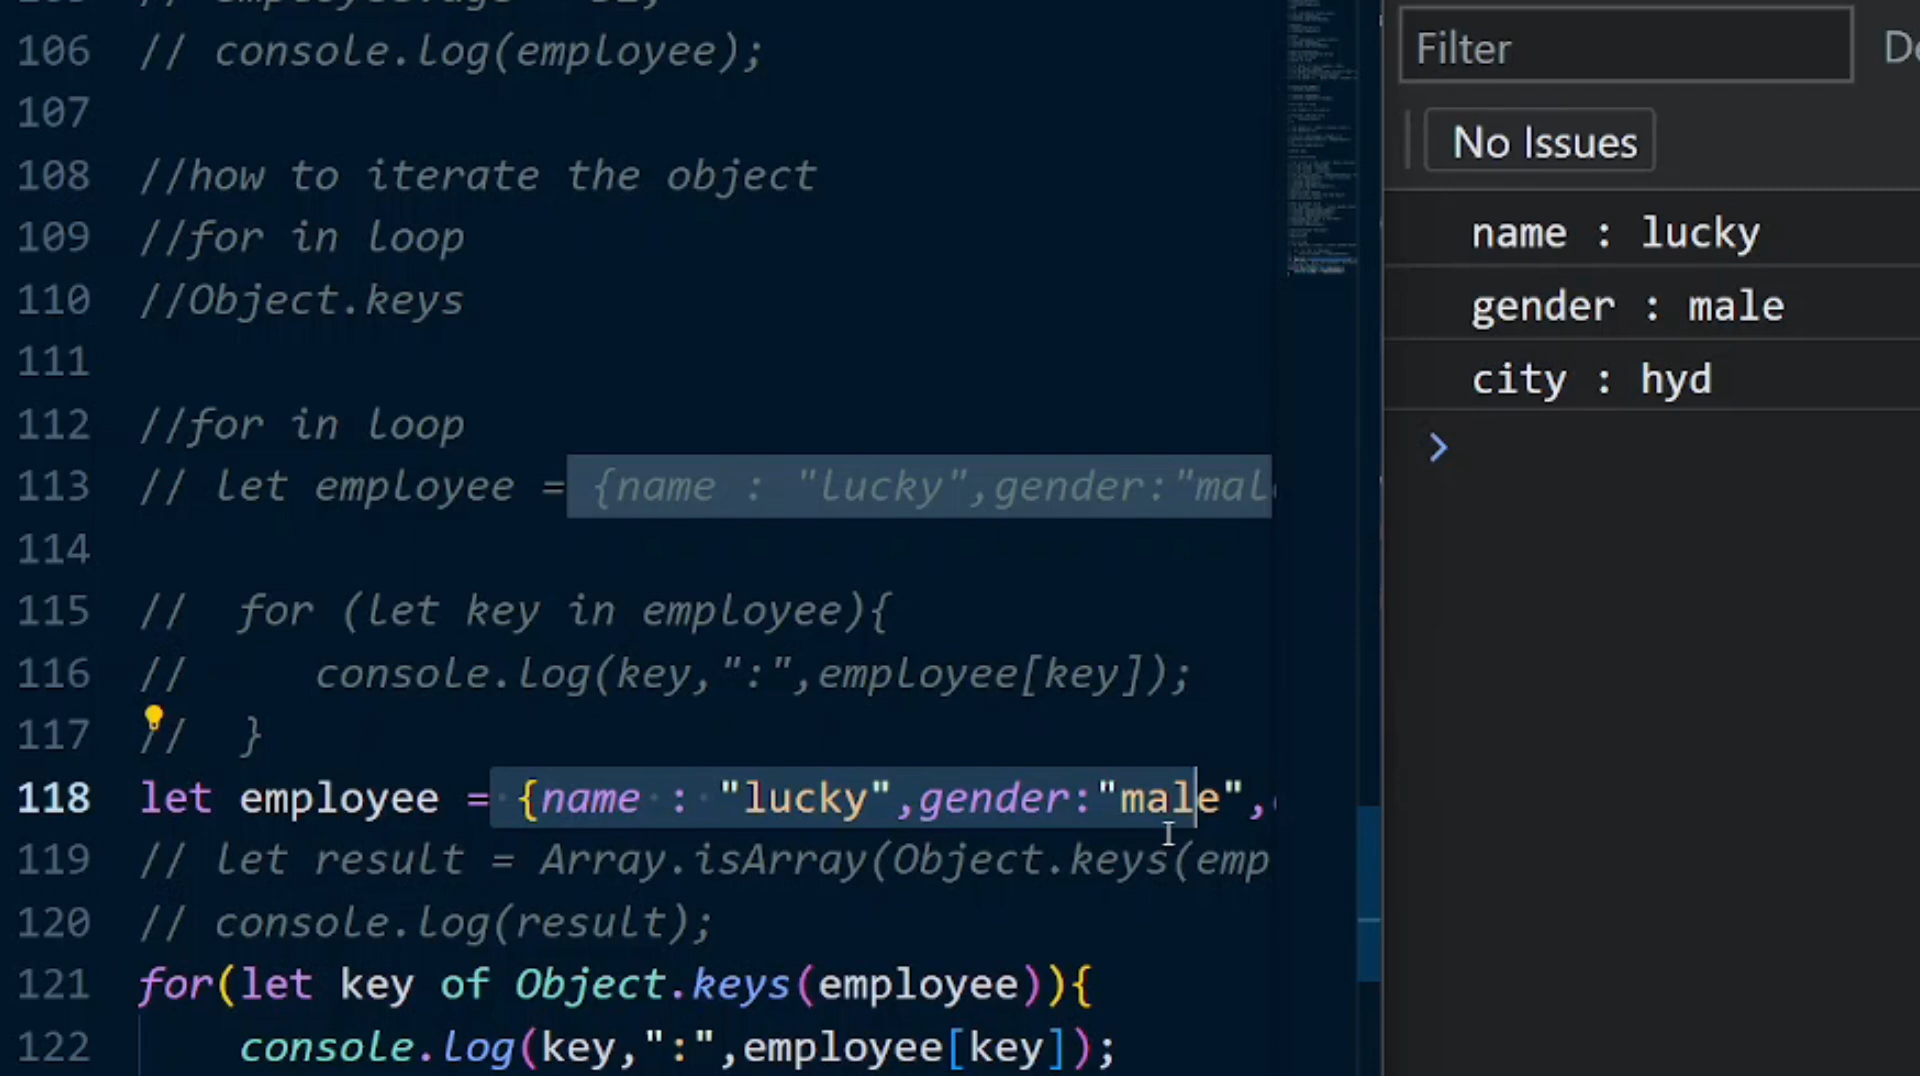 106 // console.log(employee);
107
108 //how to iterate the object
109 //for in loop
110 //Object.keys
111
112 //for in loop
113 // let employee = {name : "lucky",gender:"mal
114
115 //  for (let key in employee){
116 //     console.log(key,":",employee[key]);
117 //  }
118 let employee = {name : "lucky",gender:"male",
119 // let result = Array.isArray(Object.keys(emp
120 // console.log(result);
121 for(let key of Object.keys(employee)){
122     console.log(key,":",employee[key]);
Filter
No Issues
name : lucky
gender : male
city : hyd